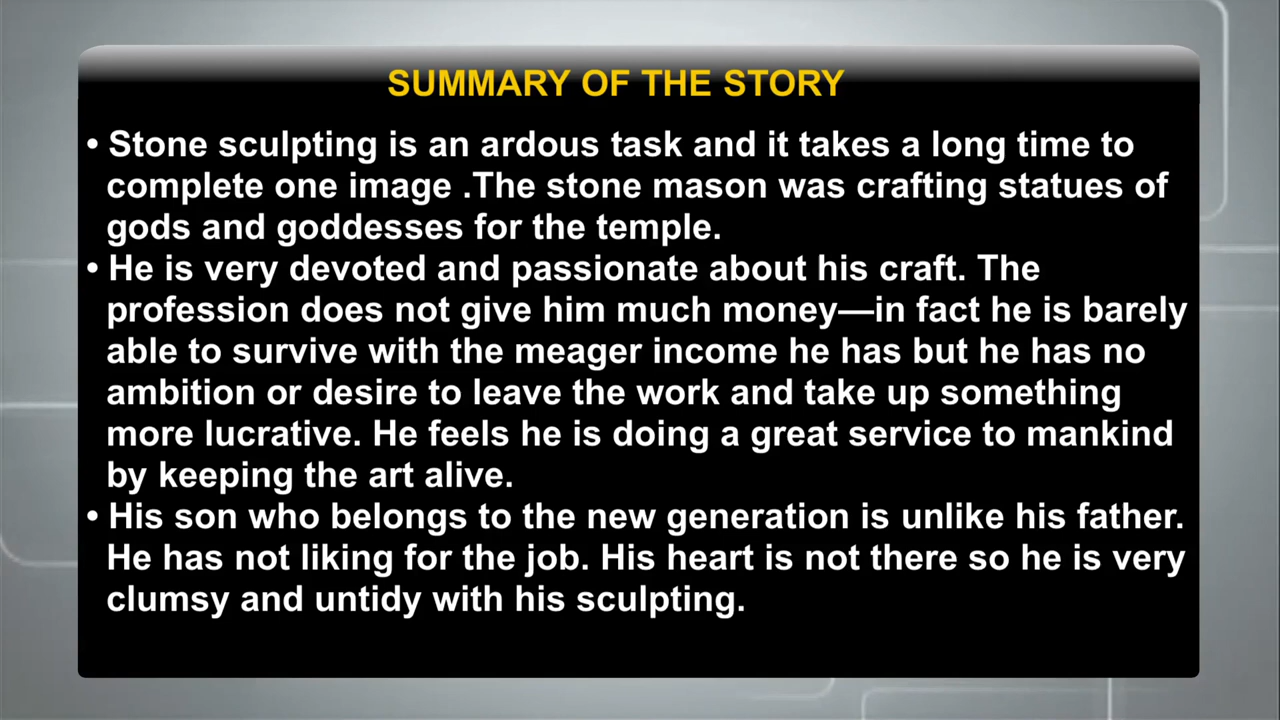 SUMMARY OF THE STORY
• Stone sculpting is an ardous task and it takes a long time to
complete one image .The stone mason was crafting statues of
gods and goddesses for the temple.
• He is very devoted and passionate about his craft. The
profession does not give him much money—in fact he is barely
able to survive with the meager income he has but he has no
ambition or desire to leave the work and take up something
more lucrative. He feels he is doing a great service to mankind
by keeping the art alive.
• His son who belongs to the new generation is unlike his father.
He has not liking for the job. His heart is not there so he is very
clumsy and untidy with his sculpting.